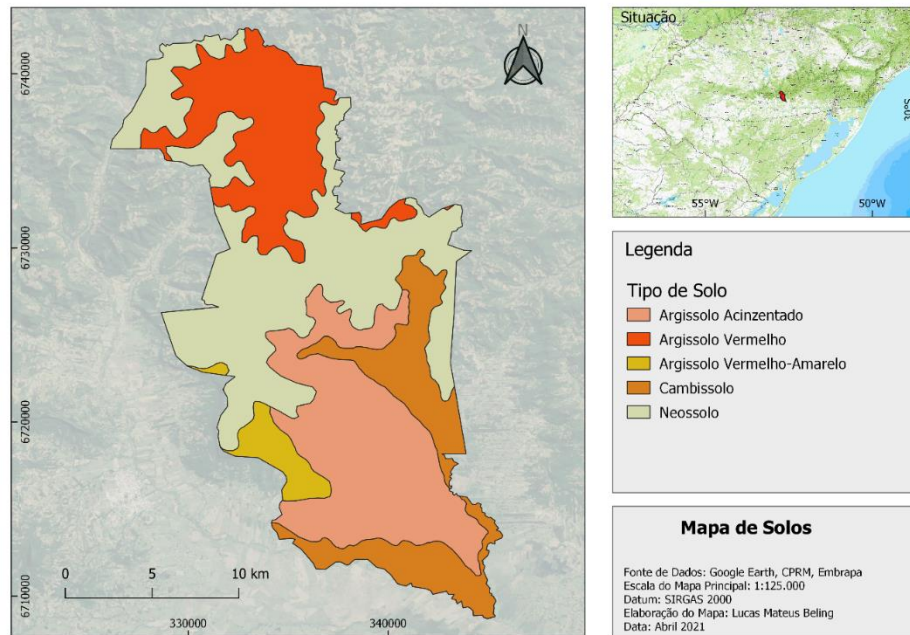 N
6740000
6730000
6720000
6710000
0 5 10 km
330000 340000
Situação
55°W 50°W
Legenda
Tipo de Solo
Argissolo Acinzentado
Argissolo Vermelho
Argissolo Vermelho-Amarelo
Cambissolo
Neossolo
Mapa de Solos
Fonte de Dados: Google Earth, CPRM, Embrapa
Escala do Mapa Principal: 1:125.000
Datum: SIRGAS 2000
Elaboração do Mapa: Lucas Mateus Beling
Data: Abril 2021